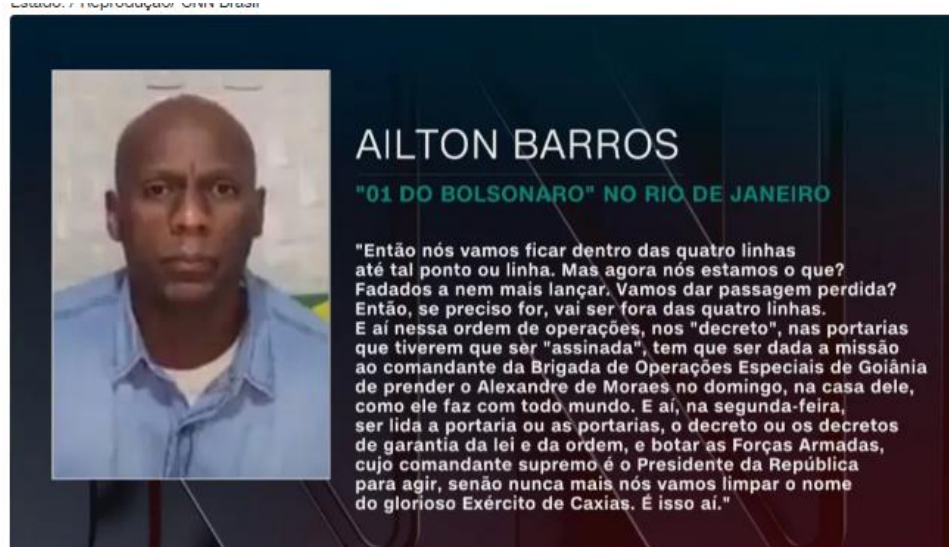 Estado. / Reprodução/ CNN Brasil
AILTON BARROS
"01 DO BOLSONARO" NO RIO DE JANEIRO
"Então nós vamos ficar dentro das quatro linhas
até tal ponto ou linha. Mas agora nós estamos o que?
Fadados a nem mais lançar. Vamos dar passagem perdida?
Então, se preciso for, vai ser fora das quatro linhas.
E aí nessa ordem de operações, nos "decreto", nas portarias
que tiverem que ser "assinada", tem que ser dada a missão
ao comandante da Brigada de Operações Especiais de Goiânia
de prender o Alexandre de Moraes no domingo, na casa dele,
como ele faz com todo mundo. E aí, na segunda-feira,
ser lida a portaria ou as portarias, o decreto ou os decretos
de garantia da lei e da ordem, e botar as Forças Armadas,
cujo comandante supremo é o Presidente da República
para agir, senão nunca mais nós vamos limpar o nome
do glorioso Exército de Caxias. É isso aí."